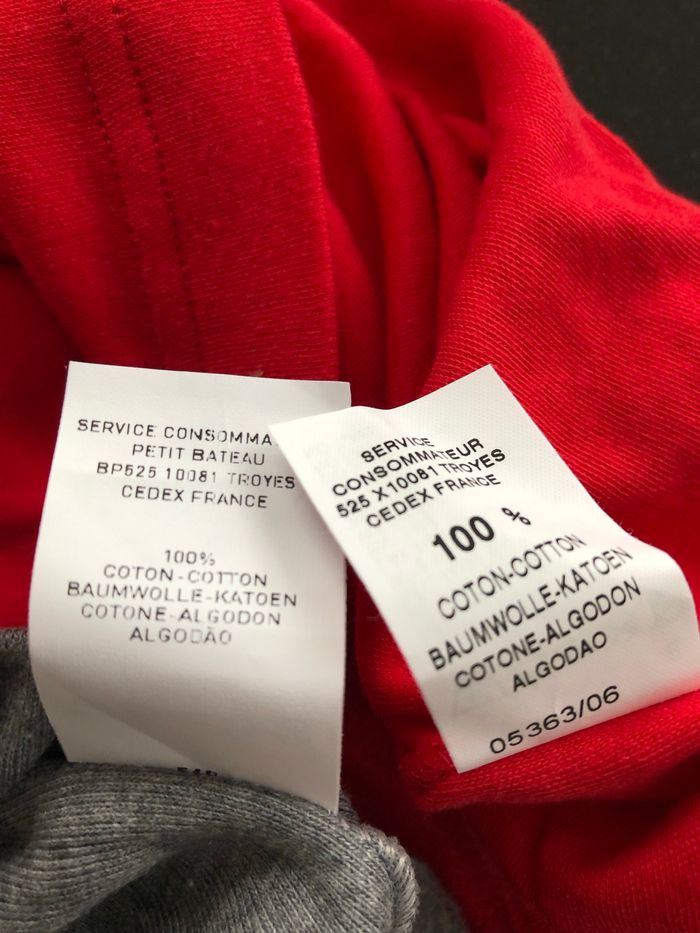 SERVICE CONSOMMA
PETIT BATEAU
BP525 10081 TROYES
CEDEX FRANCE
100%
COTON-COTTON
BAUMWOLLE-KATOEN
COTONE-ALGODON
ALGODÃO
SERVICE
CONSOMMATEUR
525 X 10081 TROYES
CEDEX FRANCE
100 %
COTON-COTTON
BAUMWOLLE-KATOEN
COTONE-ALGODON
ALGODAO
05363/06